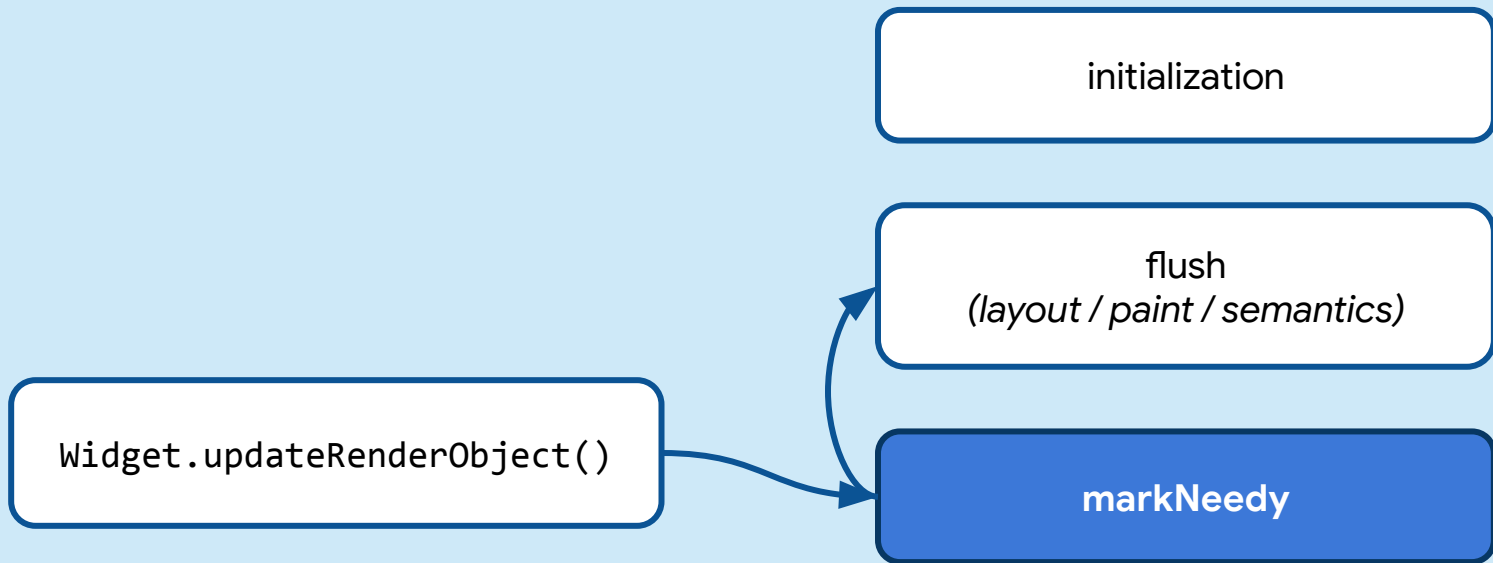 initialization
flush
(layout / paint / semantics)
Widget.updateRenderObject()
markNeedy